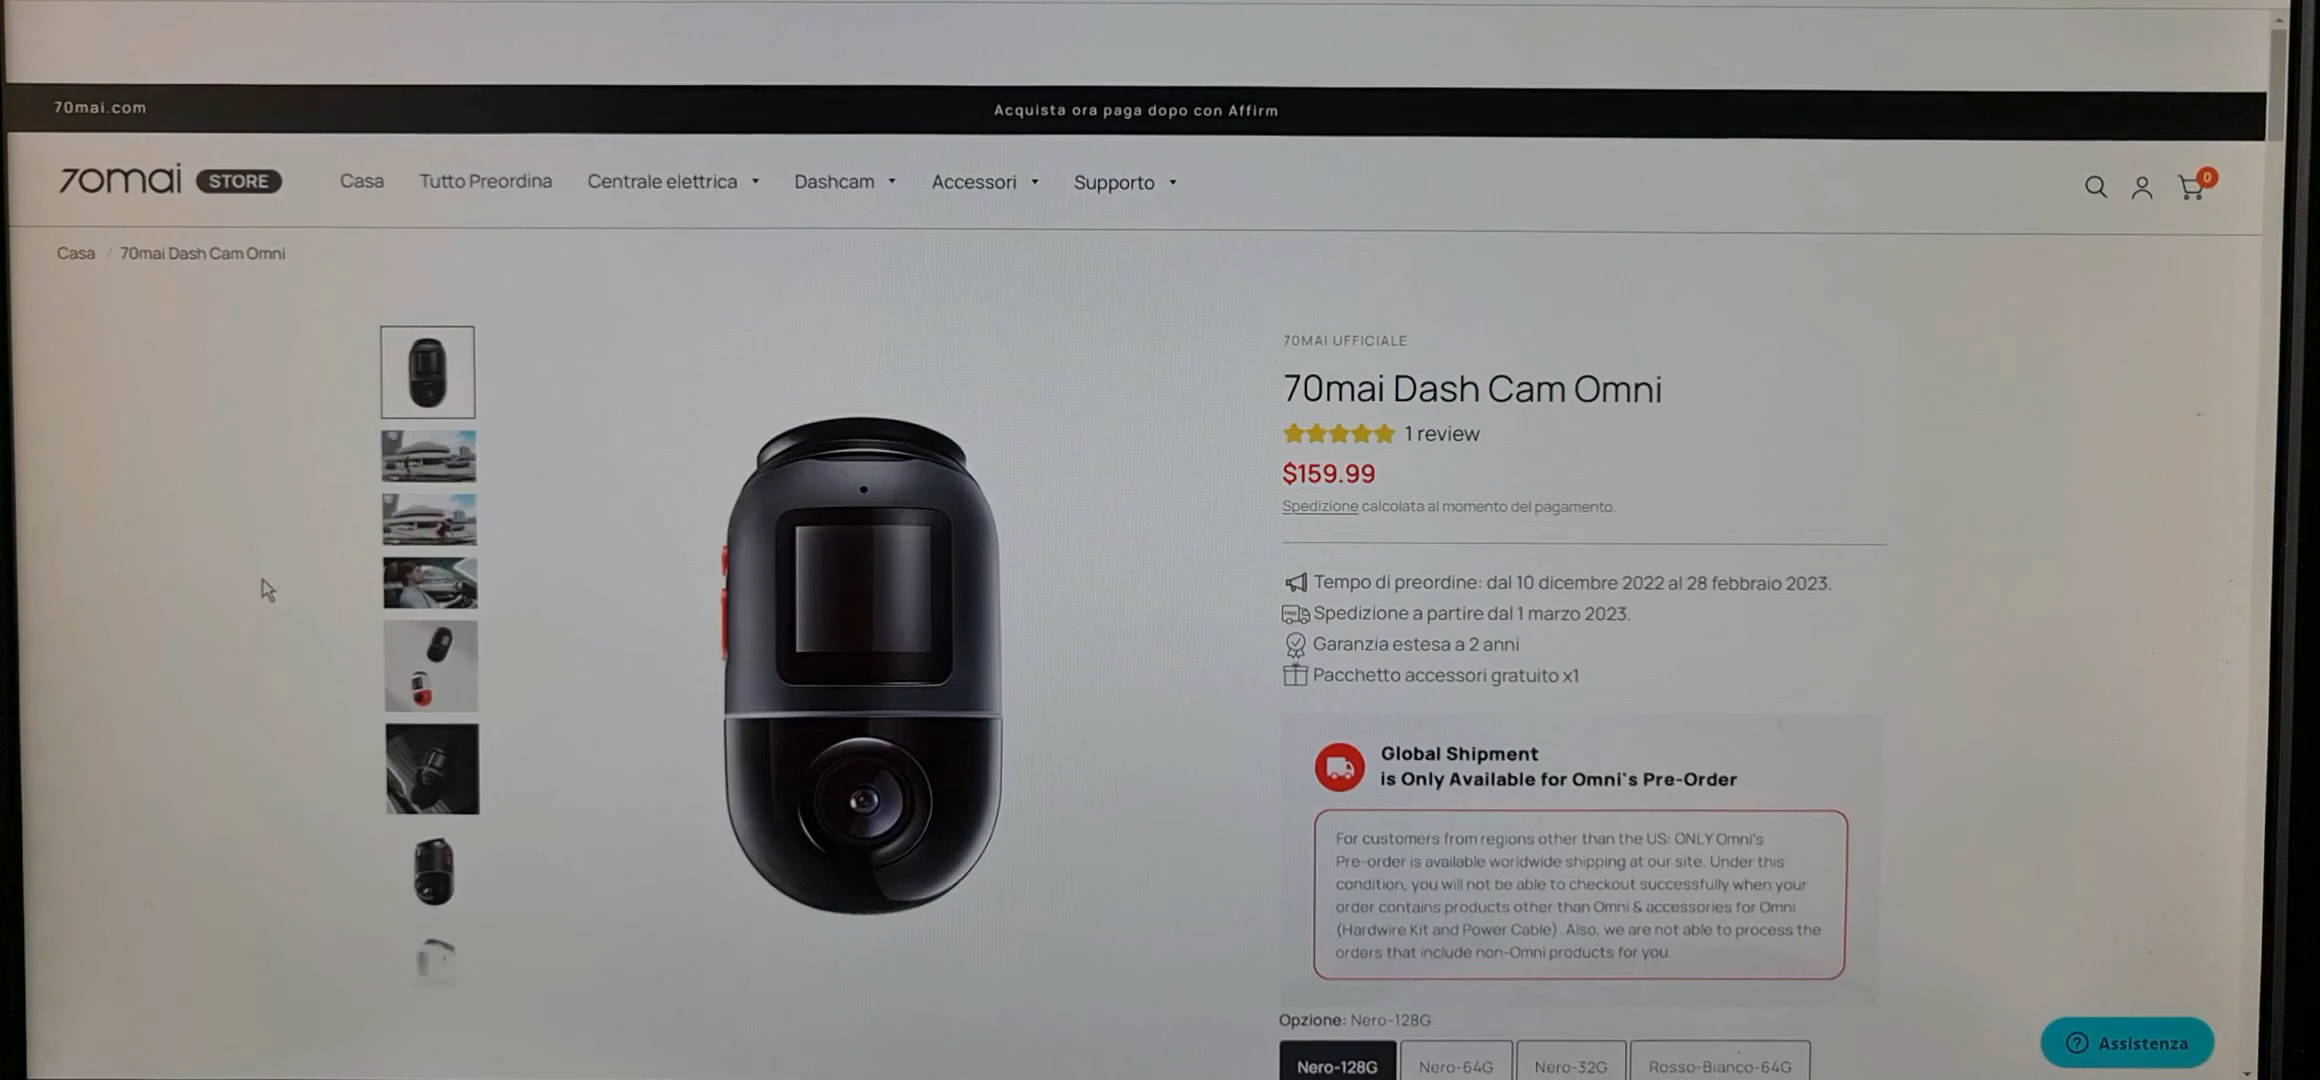 70mai.com
Acquista ora paga dopo con Affirm
70mai STORE
Casa
Tutto Preordina
Centrale elettrica
Dashcam
Accessori
Supporto
0
Casa / 70mai Dash Cam Omni
70MAI UFFICIALE
70mai Dash Cam Omni
1 review
$159.99
Spedizione calcolata al momento del pagamento.
Tempo di preordine: dal 10 dicembre 2022 al 28 febbraio 2023.
Spedizione a partire dal 1 marzo 2023.
Garanzia estesa a 2 anni
Pacchetto accessori gratuito x1
Global Shipment
is Only Available for Omni's Pre-Order
For customers from regions other than the US: ONLY Omni's
Pre-order is available worldwide shipping at our site. Under this
condition, you will not be able to checkout successfully when your
order contains products other than Omni & accessories for Omni
(Hardwire Kit and Power Cable). Also, we are not able to process the
orders that include non-Omni products for you.
Opzione: Nero-128G
Nero-128G
Nero-64G
Nero-32G
Rosso-Bianco-64G
Assistenza